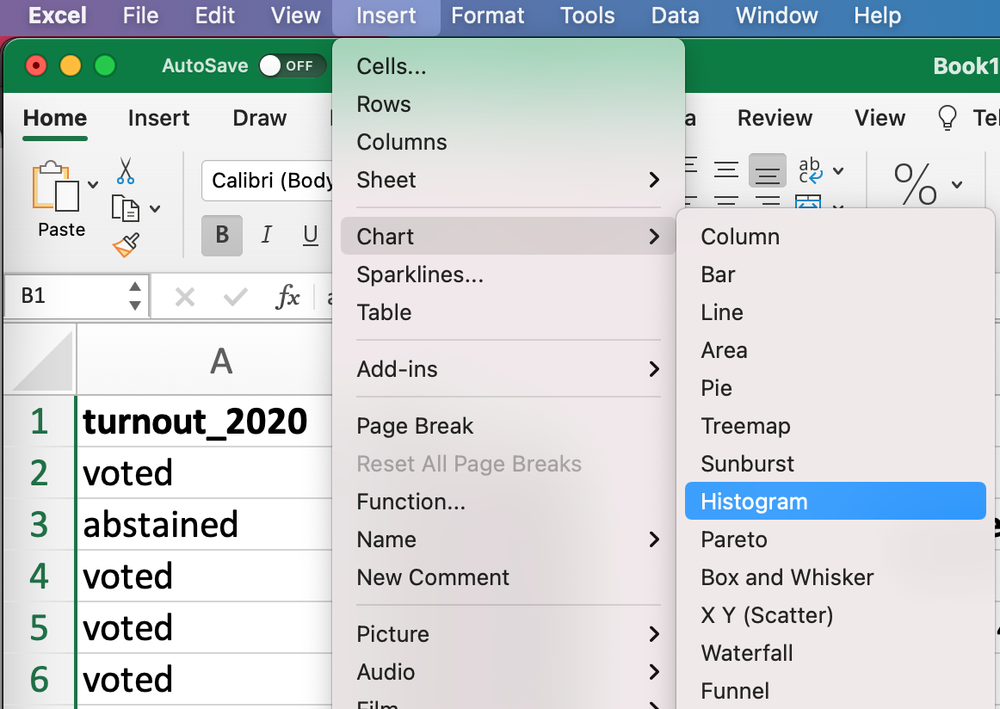 Excel File Edit View Insert Format Tools Data Window Help
AutoSave OFF Book1
Home Insert Draw Review View
Paste Calibri (Body
B I U
ab
c
%
B1 fx
A
1 turnout_2020
2 voted
3 abstained
4 voted
5 voted
6 voted
Cells...
Rows
Columns
Sheet
Chart
Sparklines...
Table
Add-ins
Page Break
Reset All Page Breaks
Function...
Name
New Comment
Picture
Audio
Film
Column
Bar
Line
Area
Pie
Treemap
Sunburst
Histogram
Pareto
Box and Whisker
X Y (Scatter)
Waterfall
Funnel